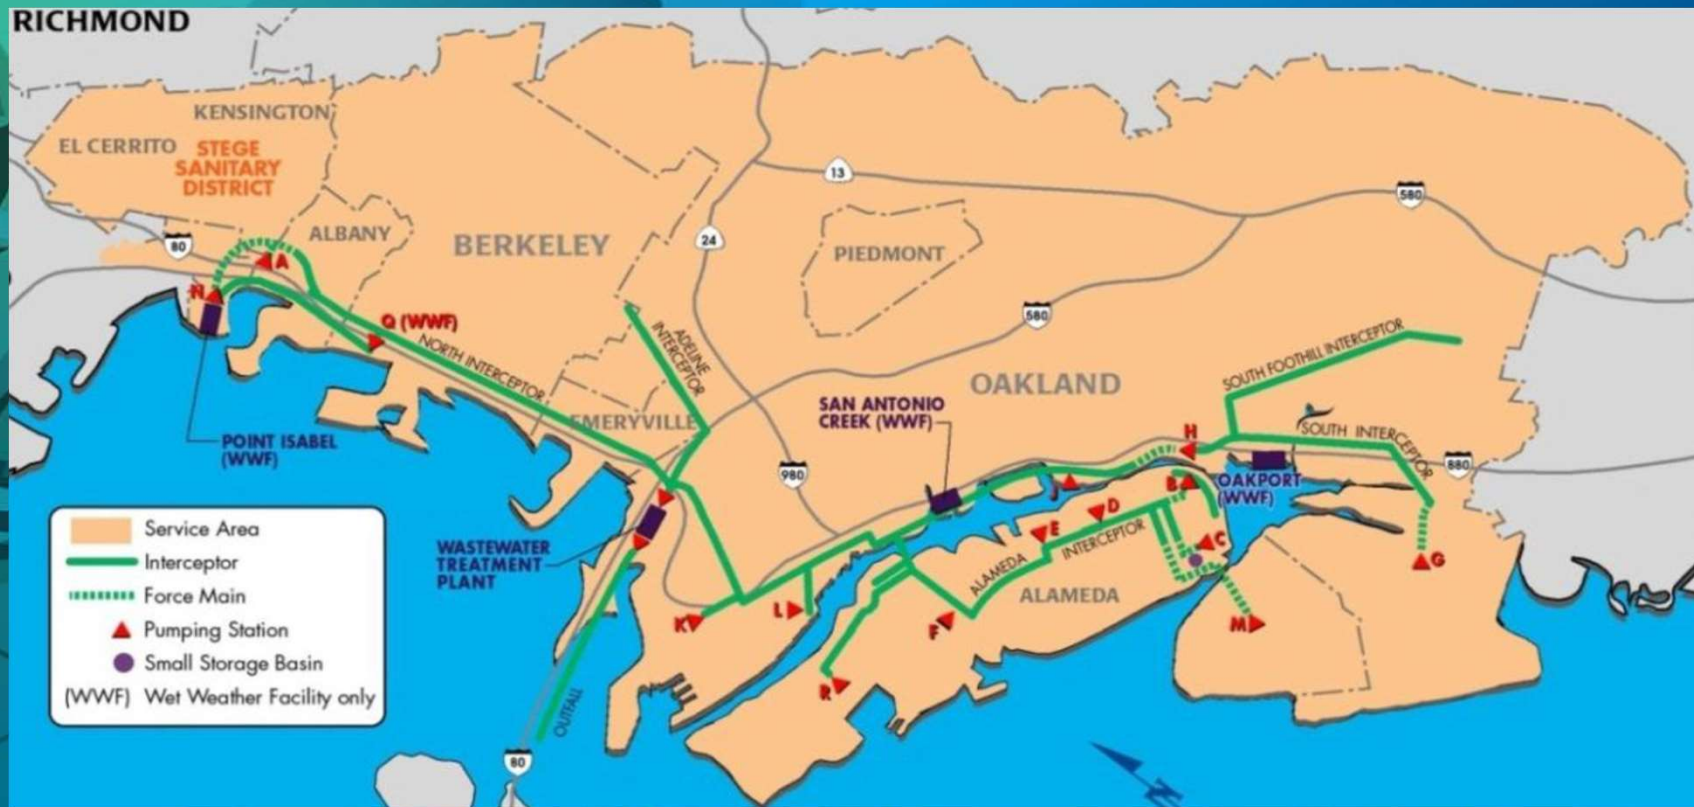 RICHMOND
KENSINGTON
EL CERRITO
STEGE
SANITARY
DISTRICT
13
580
80
ALBANY
BERKELEY
24
PIEDMONT
A
N
Q (WWF)
580
NORTH INTERCEPTOR
ADELINE
INTERCEPTOR
SOUTH FOOTHILL INTERCEPTOR
OAKLAND
EMERYVILLE
SAN ANTONIO
CREEK (WWF)
POINT ISABEL
(WWF)
H
SOUTH INTERCEPTOR
880
980
J
B
OAKPORT
(WWF)
D
E
C
G
WASTEWATER
TREATMENT
PLANT
ALAMEDA
INTERCEPTOR
ALAMEDA
K
L
F
M
R
OUTFALL
80
N
Service Area
Interceptor
Force Main
Pumping Station
Small Storage Basin
(WWF) Wet Weather Facility only